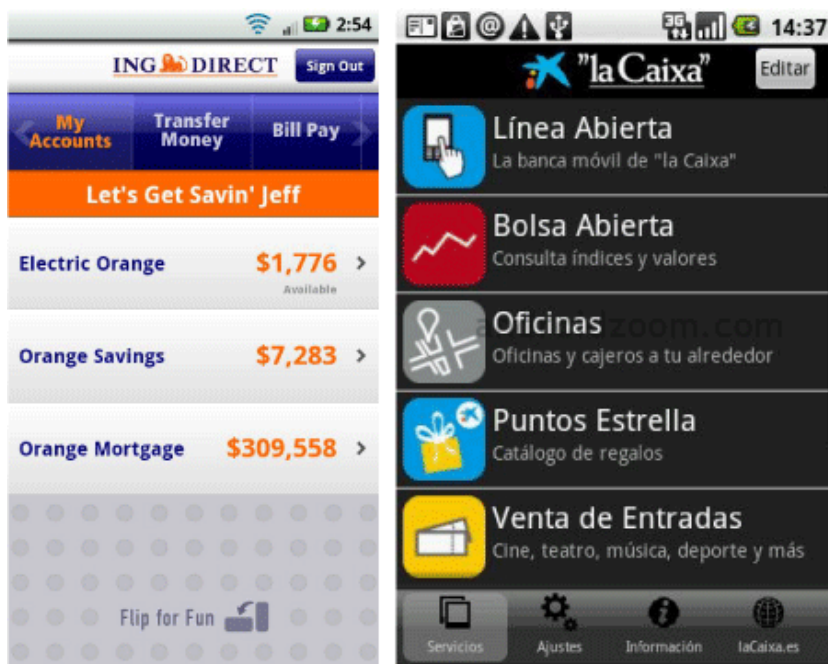 2:54
ING DIRECT
Sign Out
My Accounts
Transfer Money
Bill Pay
Let's Get Savin' Jeff
Electric Orange
$1,776
Available
Orange Savings
$7,283
Orange Mortgage
$309,558
Flip for Fun
3G
14:37
"la Caixa"
Editar
Línea Abierta
La banca móvil de "la Caixa"
Bolsa Abierta
Consulta índices y valores
androidzoom.com
Oficinas
Oficinas y cajeros a tu alrededor
Puntos Estrella
Catálogo de regalos
Venta de Entradas
Cine, teatro, música, deporte y más
Servicios
Ajustes
Información
laCaixa.es